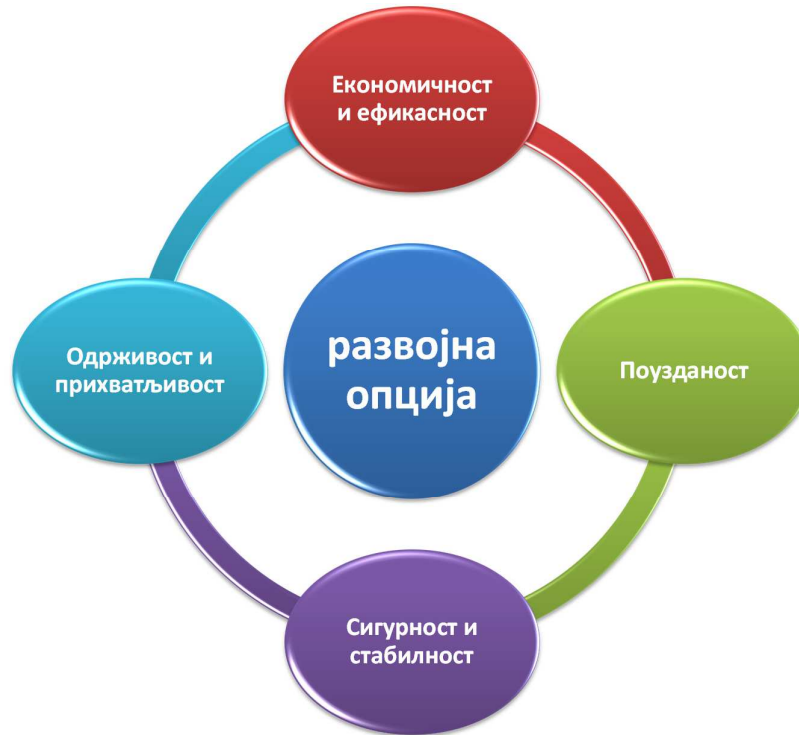 Економичност
и ефикасност
Одрживост и
прихватљивост
развојна
опција
Поузданост
Сигурност и
стабилност